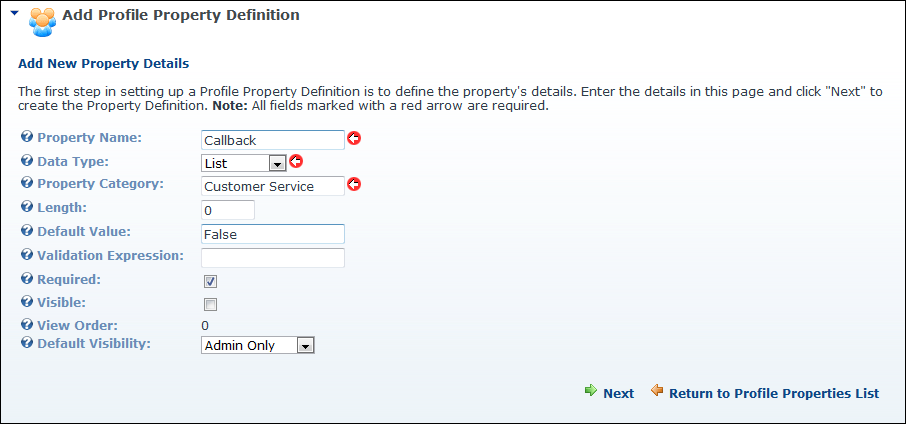 Add Profile Property Definition
Add New Property Details
The first step in setting up a Profile Property Definition is to define the property's details. Enter the details in this page and click "Next" to
create the Property Definition. Note: All fields marked with a red arrow are required.
Property Name: Callback
Data Type: List
Property Category: Customer Service
Length: 0
Default Value: False
Validation Expression:
Required:
Visible:
View Order: 0
Default Visibility: Admin Only
Next Return to Profile Properties List